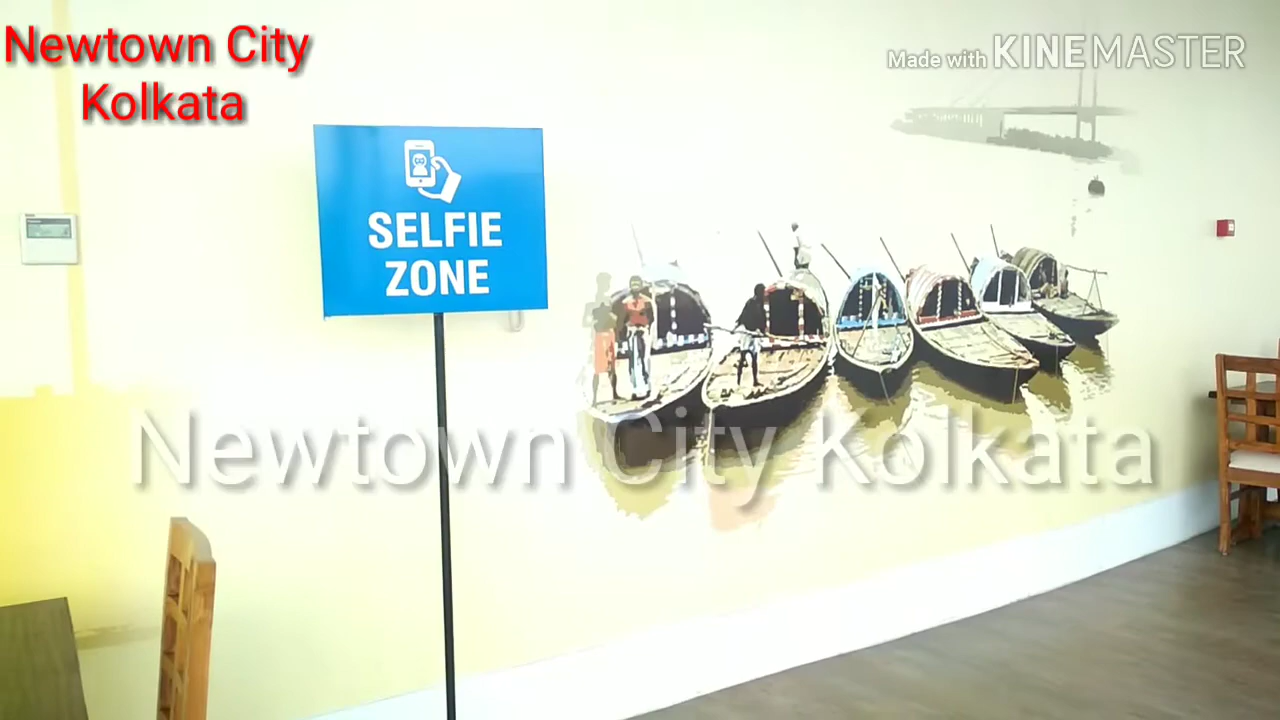 Newtown City
Kolkata
Made with KINEMASTER
SELFIE
ZONE
Newtown City Kolkata